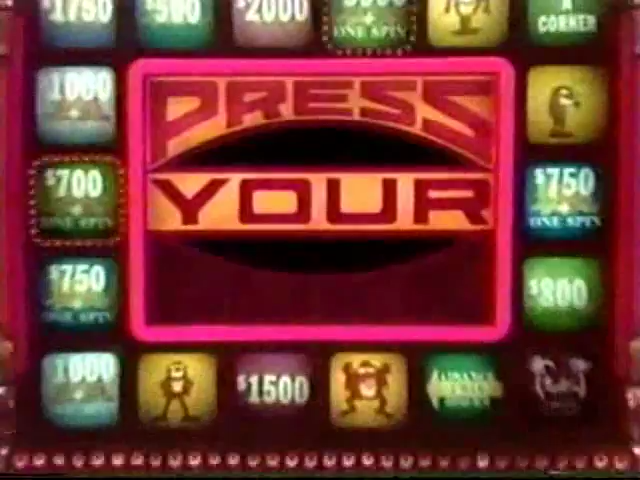 $1750
$500
$2000
+
ONE SPIN
A
CORNER
1000
PRESS
$700
+
ONE SPIN
YOUR
$750
+
ONE SPIN
$750
+
ONE SPIN
$800
1000
$1500